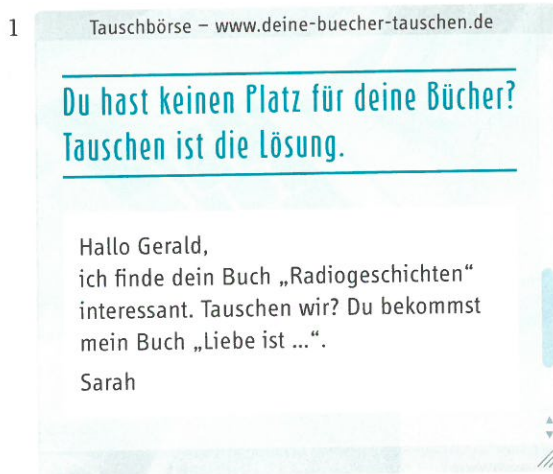 1
Tauschbörse – www.deine-buecher-tauschen.de
Du hast keinen Platz für deine Bücher?
Tauschen ist die Lösung.
Hallo Gerald,
ich finde dein Buch „Radiogeschichten“
interessant. Tauschen wir? Du bekommst
mein Buch „Liebe ist ...“.
Sarah